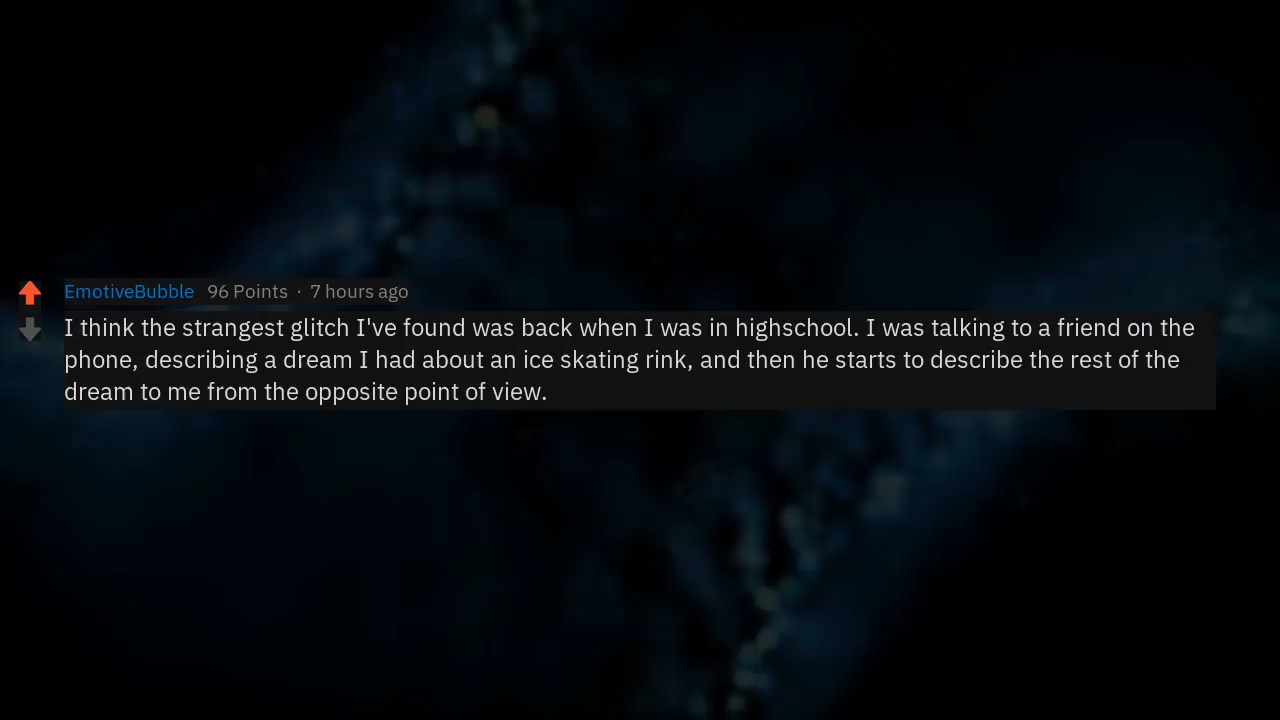 EmotiveBubble 96 Points · 7 hours ago
I think the strangest glitch I've found was back when I was in highschool. I was talking to a friend on the
phone, describing a dream I had about an ice skating rink, and then he starts to describe the rest of the
dream to me from the opposite point of view.